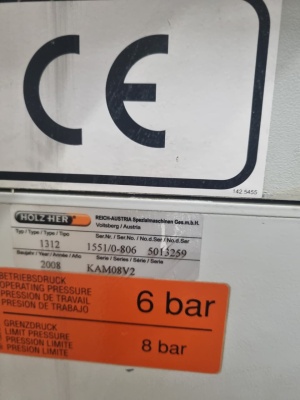 CE
142 5455
HOLZ-HER
REICH-AUSTRIA Spezialmaschinen Ges.m.b.H.
Voitsberg / Austria
Typ / Type / Type / Tipo
Ser.Nr. / Ser.No. / No.d.Ser / No.d.Ser
1312
1551/0-806
5013259
Baujahr / Year / Année / Año
Serie / Series / Série / Serie
2008
KAM08V2
BETRIEBSDRUCK
OPERATING PRESSURE
PRESION DE TRAVAIL
PRESION DE TRABAJO
6 bar
GRENZDRUCK
LIMIT PRESSURE
PRESSION LIMITE
PRESION LIMITE
8 bar